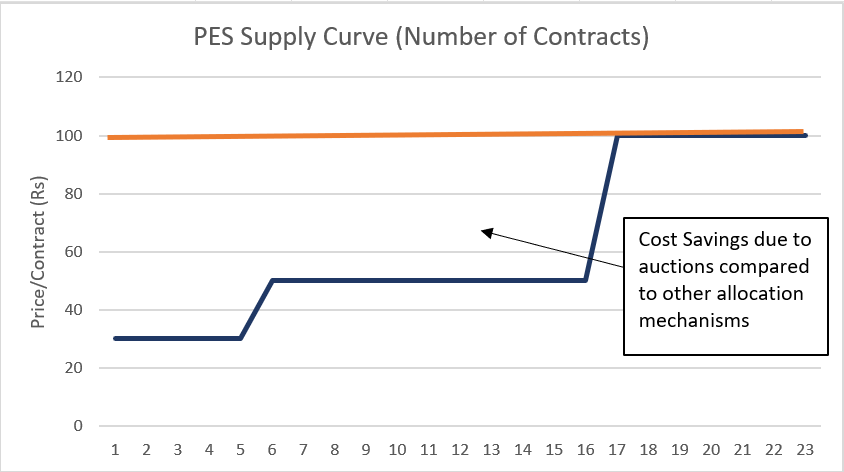 PES Supply Curve (Number of Contracts)
120
100
80
60
40
20
0
Price/Contract (Rs)
Cost Savings due to
auctions compared
to other allocation
mechanisms
1 2 3 4 5 6 7 8 9 10 11 12 13 14 15 16 17 18 19 20 21 22 23